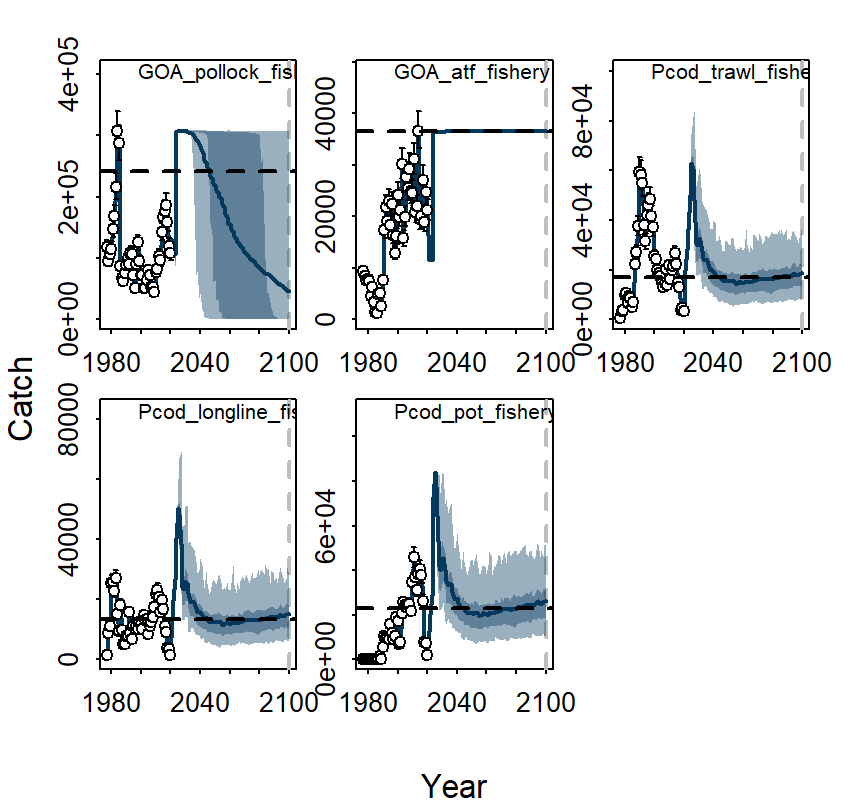 GOA_pollock_fish
GOA_atf_fishery
Pcod_trawl_fishe
0e+00 2e+05 4e+05
0 20000 40000
0e+00 4e+04 8e+04
1980 2040 2100
1980 2040 2100
1980 2040 2100
Catch
Pcod_longline_fis
Pcod_pot_fishery
0 40000 80000
0e+00 6e+04
1980 2040 2100
1980 2040 2100
Year